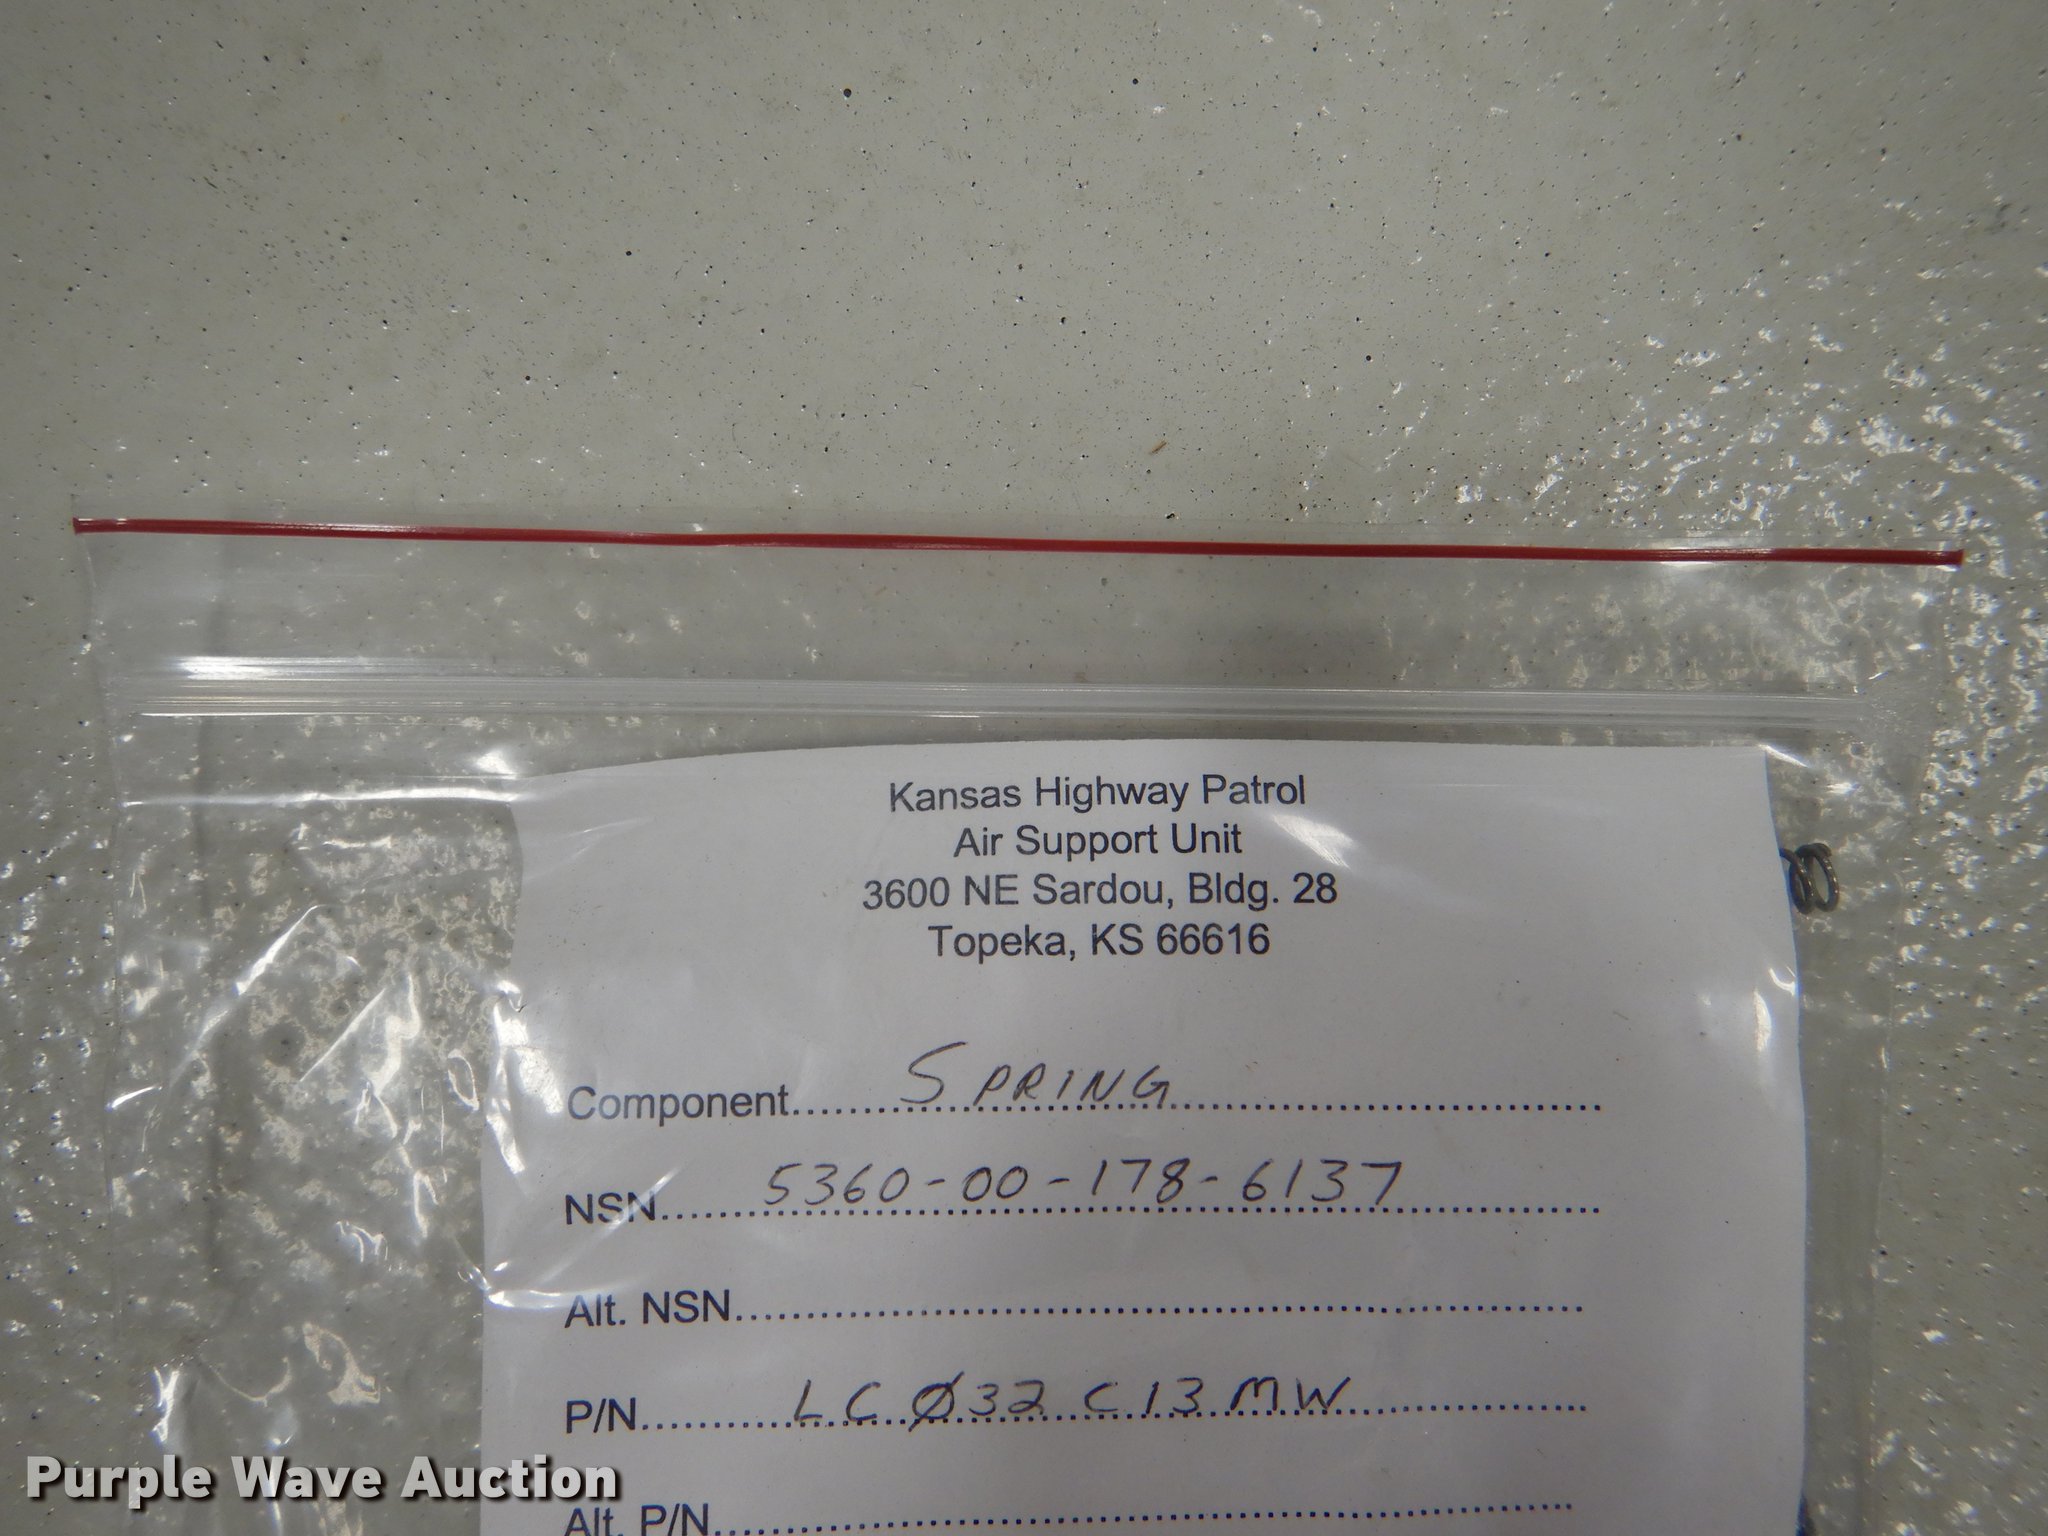 Kansas Highway Patrol
Air Support Unit
3600 NE Sardou, Bldg. 28
Topeka, KS 66616
Component..........SPRING..............................
NSN.......5360-00-178-6137..............
Alt. NSN..........................................................
P/N...........LCØ32C13MW................
Alt. P/N..........................................................
Purple Wave Auction